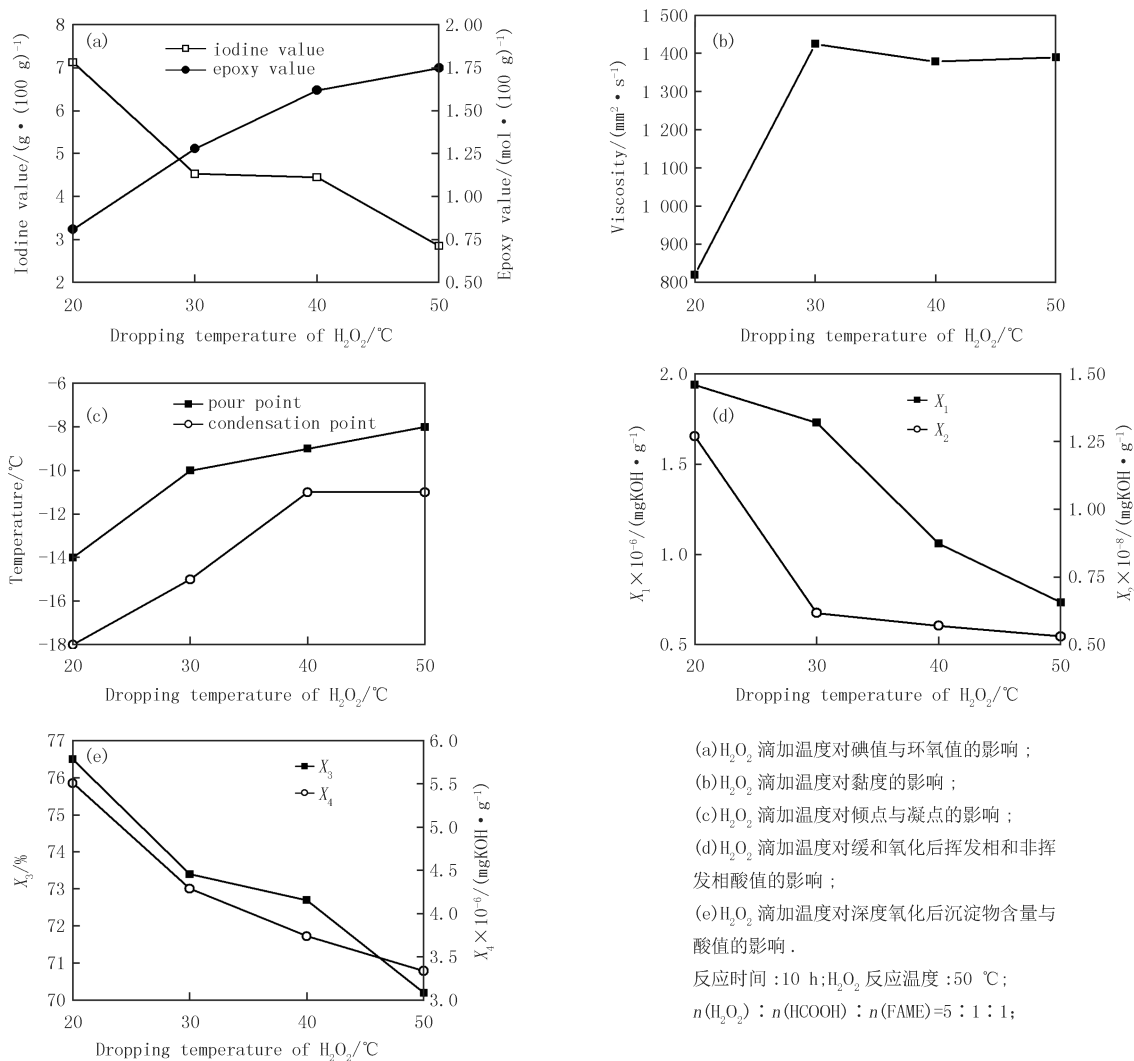 (a)
iodine value
epoxy value
Iodine value/(g•(100 g)⁻¹)
8
7
6
5
4
3
2
Epoxy value/(mol•(100 g)⁻¹)
2.00
1.75
1.50
1.25
1.00
0.75
0.50
20 30 40 50
Dropping temperature of H₂O₂/℃
(b)
Viscosity/(mm²•s⁻¹)
1 500
1 400
1 300
1 200
1 100
1 000
900
800
20 30 40 50
Dropping temperature of H₂O₂/℃
(c)
pour point
condensation point
Temperature/℃
-6
-8
-10
-12
-14
-16
-18
20 30 40 50
Dropping temperature of H₂O₂/℃
(d)
X₁
X₂
X₁×10⁻⁶/(mgKOH•g⁻¹)
2.0
1.5
1.0
0.5
X₂×10⁻⁸/(mgKOH•g⁻¹)
1.50
1.25
1.00
0.75
0.50
20 30 40 50
Dropping temperature of H₂O₂/℃
(e)
X₃
X₄
X₃/%
77
76
75
74
73
72
71
70
X₄×10⁻⁶/(mgKOH•g⁻¹)
6.0
5.5
5.0
4.5
4.0
3.5
3.0
20 30 40 50
Dropping temperature of H₂O₂/℃
(a)H₂O₂ 滴加温度对碘值与环氧值的影响;
(b)H₂O₂ 滴加温度对黏度的影响;
(c)H₂O₂ 滴加温度对倾点与凝点的影响;
(d)H₂O₂ 滴加温度对缓和氧化后挥发相和非挥
发相酸值的影响;
(e)H₂O₂ 滴加温度对深度氧化后沉淀物含量与
酸值的影响.
反应时间:10 h;H₂O₂ 反应温度:50 ℃;
n(H₂O₂)∶n(HCOOH)∶n(FAME)=5∶1∶1;